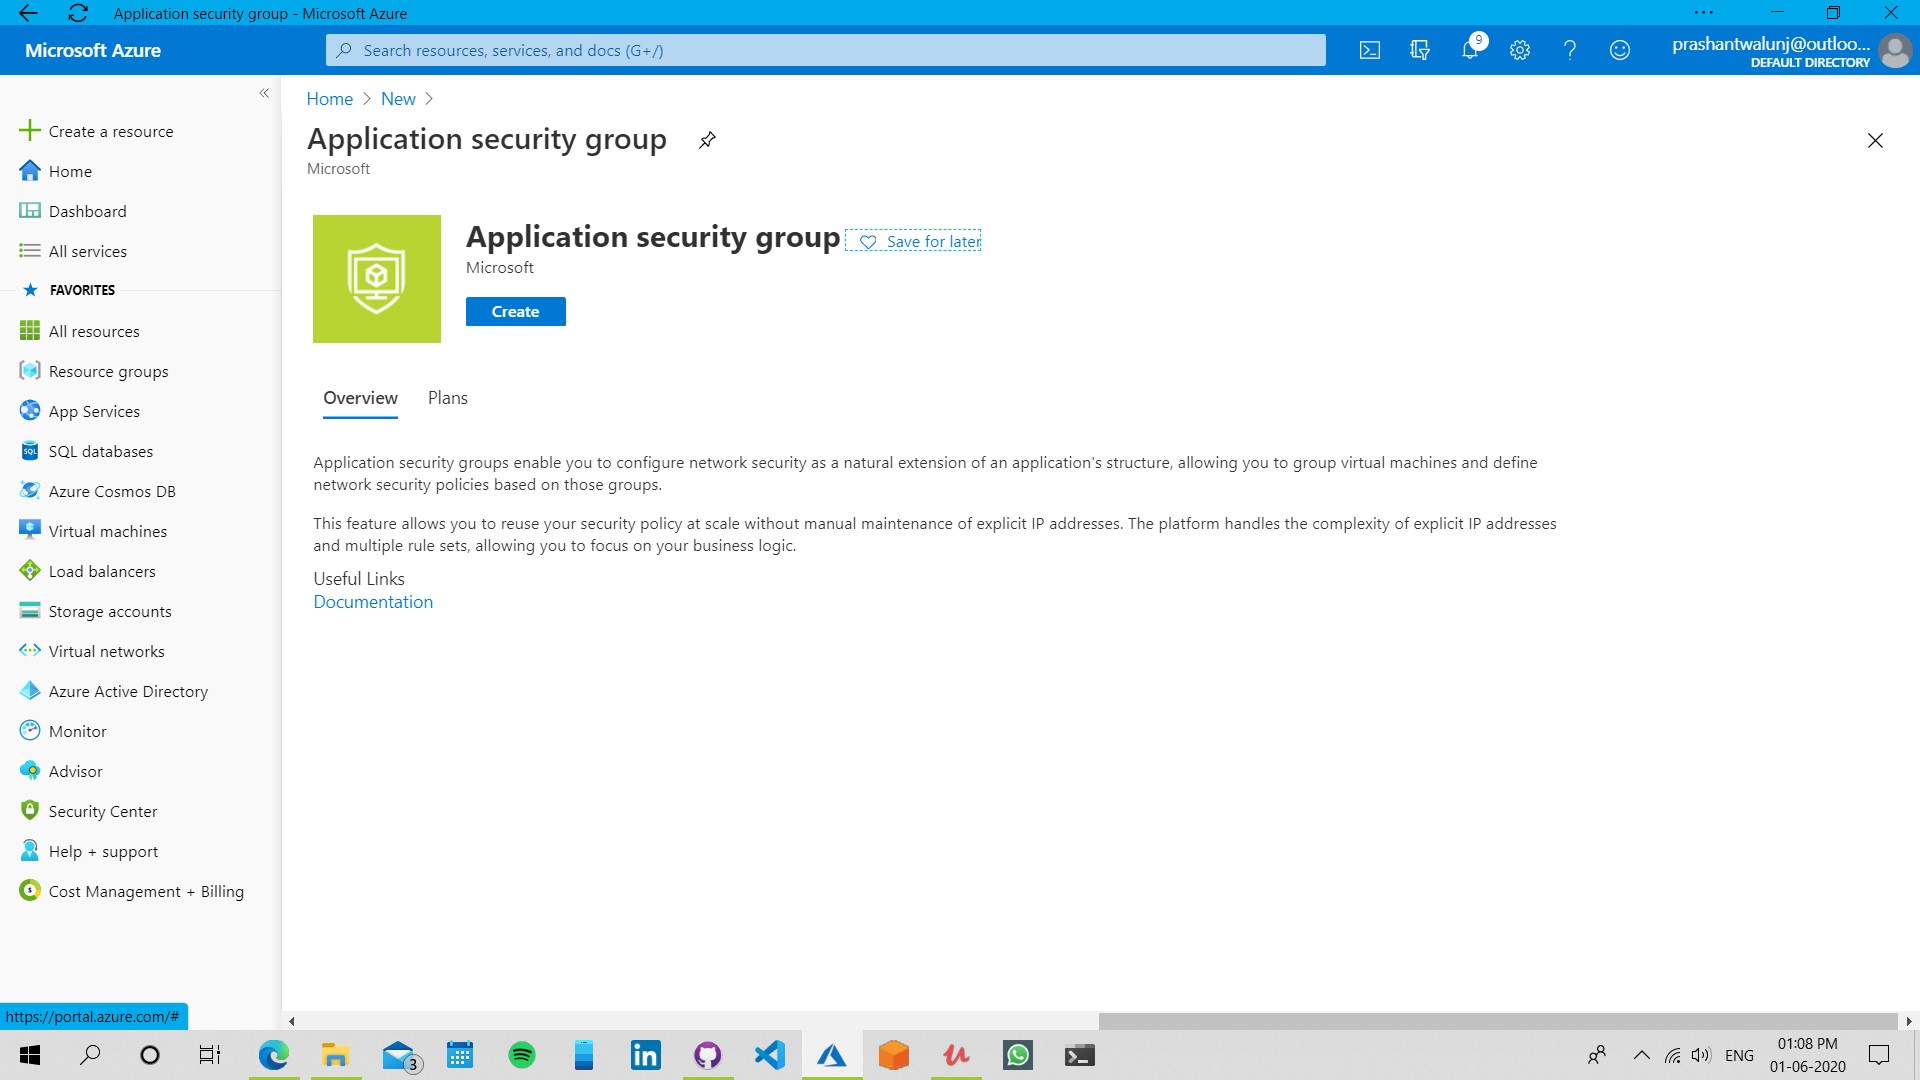 Application security group - Microsoft Azure
Microsoft Azure
Search resources, services, and docs (G+/)
9
prashantwalunj@outloo...
DEFAULT DIRECTORY
Create a resource
Home
Dashboard
All services
FAVORITES
All resources
Resource groups
App Services
SQL
SQL databases
Azure Cosmos DB
Virtual machines
Load balancers
Storage accounts
Virtual networks
Azure Active Directory
Monitor
Advisor
Security Center
Help + support
Cost Management + Billing
https://portal.azure.com/#
Home > New >
Application security group
Microsoft
Application security group
Save for later
Microsoft
Create
Overview Plans
Application security groups enable you to configure network security as a natural extension of an application's structure, allowing you to group virtual machines and define
network security policies based on those groups.
This feature allows you to reuse your security policy at scale without manual maintenance of explicit IP addresses. The platform handles the complexity of explicit IP addresses
and multiple rule sets, allowing you to focus on your business logic.
Useful Links
Documentation
3
in
ENG
01:08 PM
01-06-2020